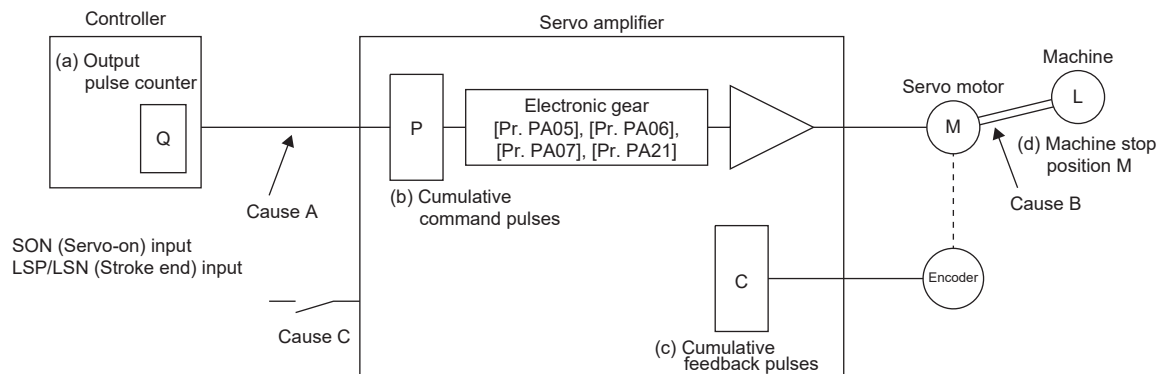 Controller
(a) Output
pulse counter
Q
Cause A
SON (Servo-on) input
LSP/LSN (Stroke end) input
Cause C
Servo amplifier
P
(b) Cumulative
command pulses
Electronic gear
[Pr. PA05], [Pr. PA06],
[Pr. PA07], [Pr. PA21]
C
(c) Cumulative
feedback pulses
Servo motor
M
Encoder
Machine
L
(d) Machine stop
position M
Cause B